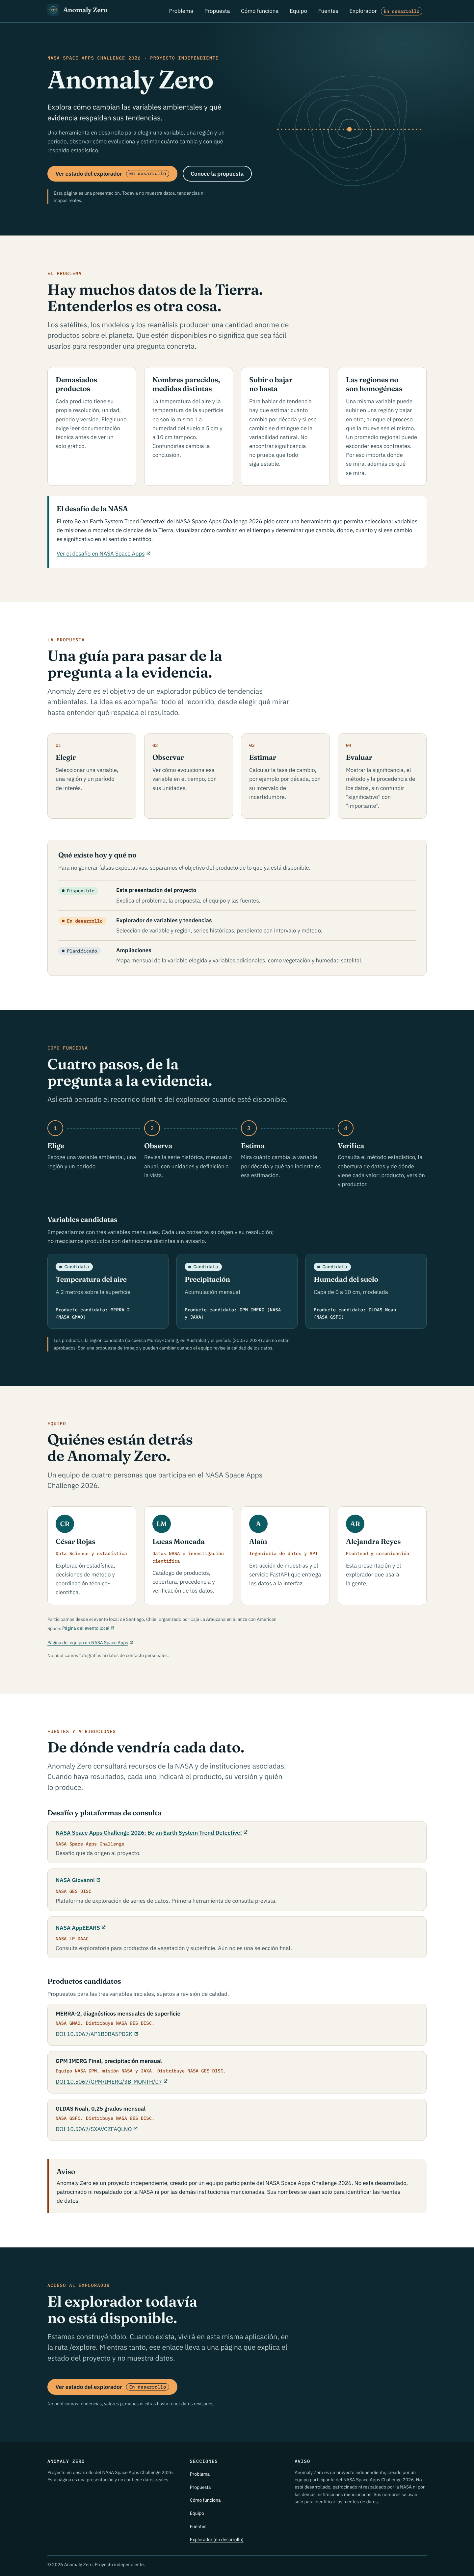 Anomaly Zero
Problema Propuesta Cómo funciona Equipo Fuentes Explorador En desarrollo
NASA SPACE APPS CHALLENGE 2026 · PROYECTO INDEPENDIENTE
Anomaly Zero
Explora cómo cambian las variables ambientales y qué
evidencia respaldan sus tendencias.
Una herramienta en desarrollo para elegir una variable, una región y un
período, observar cómo evoluciona y estimar cuánto cambia y con qué
respaldo estadístico.
Ver estado del explorador En desarrollo
Conoce la propuesta
Esta página es una presentación. Todavía no muestra datos, tendencias ni
mapas reales.
EL PROBLEMA
Hay muchos datos de la Tierra.
Entenderlos es otra cosa.
Los satélites, los modelos y los reanálisis producen una cantidad enorme de
productos sobre el planeta. Que estén disponibles no significa que sea fácil
usarlos para responder una pregunta concreta.
Demasiados
productos
Cada producto tiene su
propia resolución, unidad,
período y versión. Elegir uno
exige leer documentación
técnica antes de ver un
solo gráfico.
Nombres parecidos,
medidas distintas
La temperatura del aire y la
temperatura de la superficie
no son lo mismo. La
humedad del suelo a 5 cm y
a 10 cm tampoco.
Confundirlas cambia la
conclusión.
Subir o bajar
no basta
Para hablar de tendencia
hay que estimar cuánto
cambia por década y si ese
cambio se distingue de la
variabilidad natural. No
encontrar significancia
no prueba que todo
siga estable.
Las regiones no
son homogéneas
Una misma variable puede
subir en una región y bajar
en otra, aunque el proceso
que la mueve sea el mismo.
Un promedio regional puede
esconder esos contrastes.
Por eso importa dónde
se mira, además de qué
se mira.
El desafío de la NASA
El reto Be an Earth System Trend Detective! del NASA Space Apps Challenge 2026 pide crear una herramienta que permita seleccionar variables
de misiones o modelos de ciencias de la Tierra, visualizar cómo cambian en el tiempo y determinar qué cambia, dónde, cuánto y si ese cambio
es significativo en el sentido científico.
Ver el desafío en NASA Space Apps
LA PROPUESTA
Una guía para pasar de la
pregunta a la evidencia.
Anomaly Zero es el objetivo de un explorador público de tendencias
ambientales. La idea es acompañar todo el recorrido, desde elegir qué mirar
hasta entender qué respalda el resultado.
01
Elegir
Seleccionar una variable,
una región y un período
de interés.
02
Observar
Ver cómo evoluciona esa
variable en el tiempo, con
sus unidades.
03
Estimar
Calcular la tasa de cambio,
por ejemplo por década, con
su intervalo de
incertidumbre.
04
Evaluar
Mostrar la significancia, el
método y la procedencia de
los datos, sin confundir
"significativo" con
"importante".
Qué existe hoy y qué no
Para no generar falsas expectativas, separamos el objetivo del producto de lo que ya está disponible.
Disponible
Esta presentación del proyecto
Explica el problema, la propuesta, el equipo y las fuentes.
En desarrollo
Explorador de variables y tendencias
Selección de variable y región, series históricas, pendiente con intervalo y método.
Planificado
Ampliaciones
Mapa mensual de la variable elegida y variables adicionales, como vegetación y humedad satelital.
CÓMO FUNCIONA
Cuatro pasos, de la
pregunta a la evidencia.
Así está pensado el recorrido dentro del explorador cuando esté disponible.
1
Elige
Escoge una variable ambiental, una
región y un período.
2
Observa
Revisa la serie histórica, mensual o
anual, con unidades y definición a
la vista.
3
Estima
Mira cuánto cambia la variable
por década y qué tan incierta es
esa estimación.
4
Verifica
Consulta el método estadístico, la
cobertura de datos y de dónde
viene cada valor: producto, versión
y productor.
Variables candidatas
Empezaríamos con tres variables mensuales. Cada una conserva su origen y su resolución;
no mezclamos productos con definiciones distintas sin avisarlo.
Candidata
Temperatura del aire
A 2 metros sobre la superficie
Producto candidato: MERRA-2
(NASA GMAO)
Candidata
Precipitación
Acumulación mensual
Producto candidato: GPM IMERG (NASA
y JAXA)
Candidata
Humedad del suelo
Capa de 0 a 10 cm, modelada
Producto candidato: GLDAS Noah
(NASA GSFC)
Los productos, la región candidata (la cuenca Murray-Darling, en Australia) y el período (2005 a 2024) aún no están
aprobados. Son una propuesta de trabajo y pueden cambiar cuando el equipo revise la calidad de los datos.
EQUIPO
Quiénes están detrás
de Anomaly Zero.
Un equipo de cuatro personas que participa en el NASA Space Apps
Challenge 2026.
CR
César Rojas
Data Science y estadística
Exploración estadística,
decisiones de método y
coordinación técnico-
científica.
LM
Lucas Moncada
Datos NASA e investigación
científica
Catálogo de productos,
cobertura, procedencia y
verificación de los datos.
A
Alaín
Ingeniería de datos y API
Extracción de muestras y el
servicio FastAPI que entrega
los datos a la interfaz.
AR
Alejandra Reyes
Frontend y comunicación
Esta presentación y el
explorador que usará
la gente.
Participamos desde el evento local de Santiago, Chile, organizado por Caja La Araucana en alianza con American
Space. Página del evento local
Página del equipo en NASA Space Apps
No publicamos fotografías ni datos de contacto personales.
FUENTES Y ATRIBUCIONES
De dónde vendría cada dato.
Anomaly Zero consultará recursos de la NASA y de instituciones asociadas.
Cuando haya resultados, cada uno indicará el producto, su versión y quién
lo produce.
Desafío y plataformas de consulta
NASA Space Apps Challenge 2026: Be an Earth System Trend Detective!
NASA Space Apps Challenge
Desafío que da origen al proyecto.
NASA Giovanni
NASA GES DISC
Plataforma de exploración de series de datos. Primera herramienta de consulta prevista.
NASA AppEEARS
NASA LP DAAC
Consulta exploratoria para productos de vegetación y superficie. Aún no es una selección final.
Productos candidatos
Propuestos para las tres variables iniciales, sujetos a revisión de calidad.
MERRA-2, diagnósticos mensuales de superficie
NASA GMAO. Distribuye NASA GES DISC.
DOI 10.5067/AP1B0BA5PD2K
GPM IMERG Final, precipitación mensual
Equipo NASA GPM, misión NASA y JAXA. Distribuye NASA GES DISC.
DOI 10.5067/GPM/IMERG/3B-MONTH/07
GLDAS Noah, 0,25 grados mensual
NASA GSFC. Distribuye NASA GES DISC.
DOI 10.5067/SXAVCZFAQLNO
Aviso
Anomaly Zero es un proyecto independiente, creado por un equipo participante del NASA Space Apps Challenge 2026. No está desarrollado,
patrocinado ni respaldado por la NASA ni por las demás instituciones mencionadas. Sus nombres se usan solo para identificar las fuentes
de datos.
ACCESO AL EXPLORADOR
El explorador todavía
no está disponible.
Estamos construyéndolo. Cuando exista, vivirá en esta misma aplicación, en
la ruta /explore. Mientras tanto, ese enlace lleva a una página que explica el
estado del proyecto y no muestra datos.
Ver estado del explorador En desarrollo
No publicamos tendencias, valores p, mapas ni cifras hasta tener datos revisados.
ANOMALY ZERO
Proyecto en desarrollo del NASA Space Apps Challenge 2026.
Esta página es una presentación y no contiene datos reales.
SECCIONES
Problema
Propuesta
Cómo funciona
Equipo
Fuentes
Explorador (en desarrollo)
AVISO
Anomaly Zero es un proyecto independiente, creado por un
equipo participante del NASA Space Apps Challenge 2026. No
está desarrollado, patrocinado ni respaldado por la NASA ni por
las demás instituciones mencionadas. Sus nombres se usan
solo para identificar las fuentes de datos.
© 2026 Anomaly Zero. Proyecto independiente.